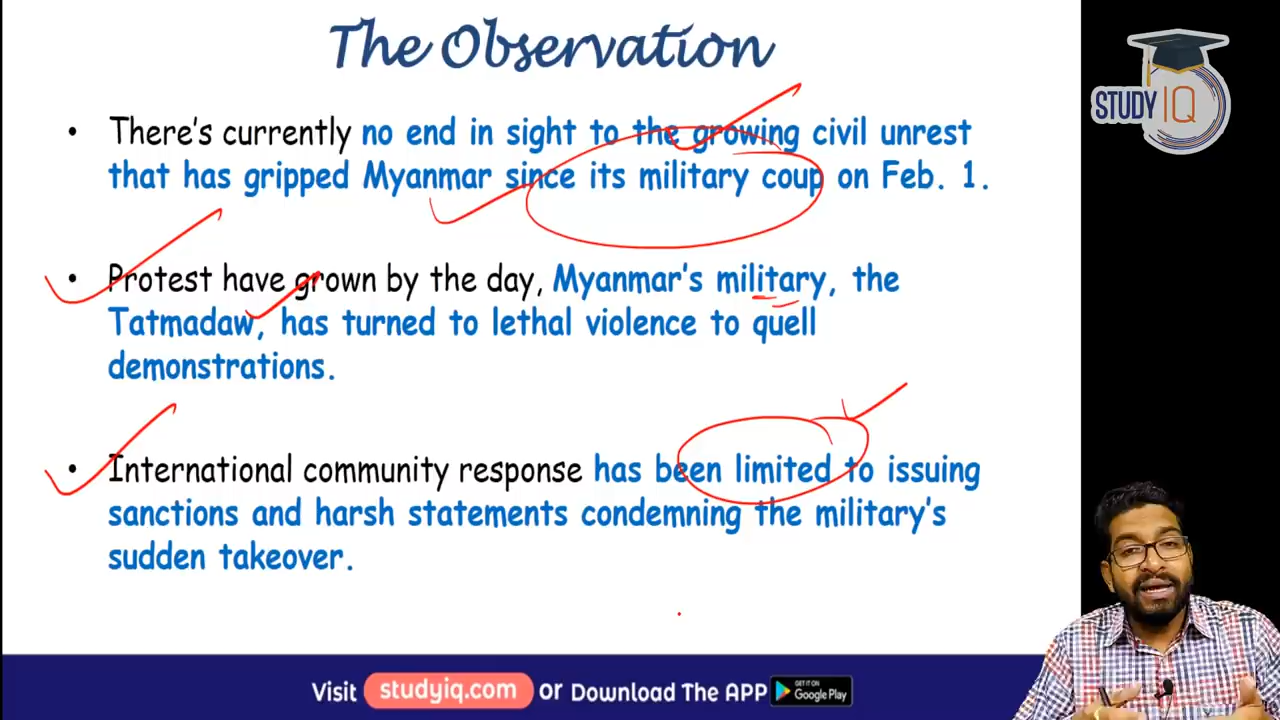 The Observation
STUDY IQ
• There's currently no end in sight to the growing civil unrest
that has gripped Myanmar since its military coup on Feb. 1.
• Protest have grown by the day, Myanmar's military, the
Tatmadaw, has turned to lethal violence to quell
demonstrations.
• International community response has been limited to issuing
sanctions and harsh statements condemning the military's
sudden takeover.
Visit studyiq.com or Download The APP GET IT ON Google Play